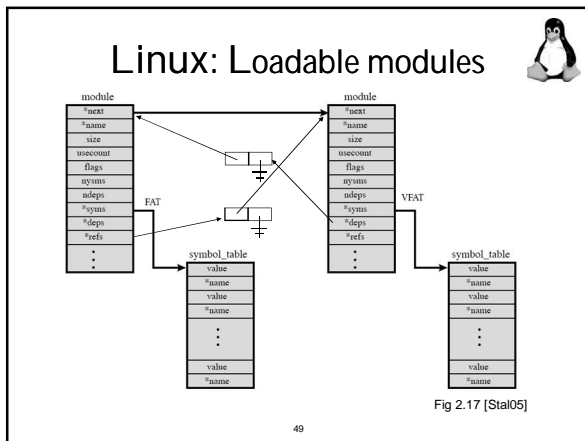 Linux: Loadable modules
module
*next
*name
size
usecount
flags
nysms
ndeps
*syms
*deps
*refs
FAT
symbol_table
value
*name
value
*name
value
*name
module
*next
*name
size
usecount
flags
nysms
ndeps
*syms
*deps
*refs
VFAT
symbol_table
value
*name
value
*name
value
*name
Fig 2.17 [Stal05]
49